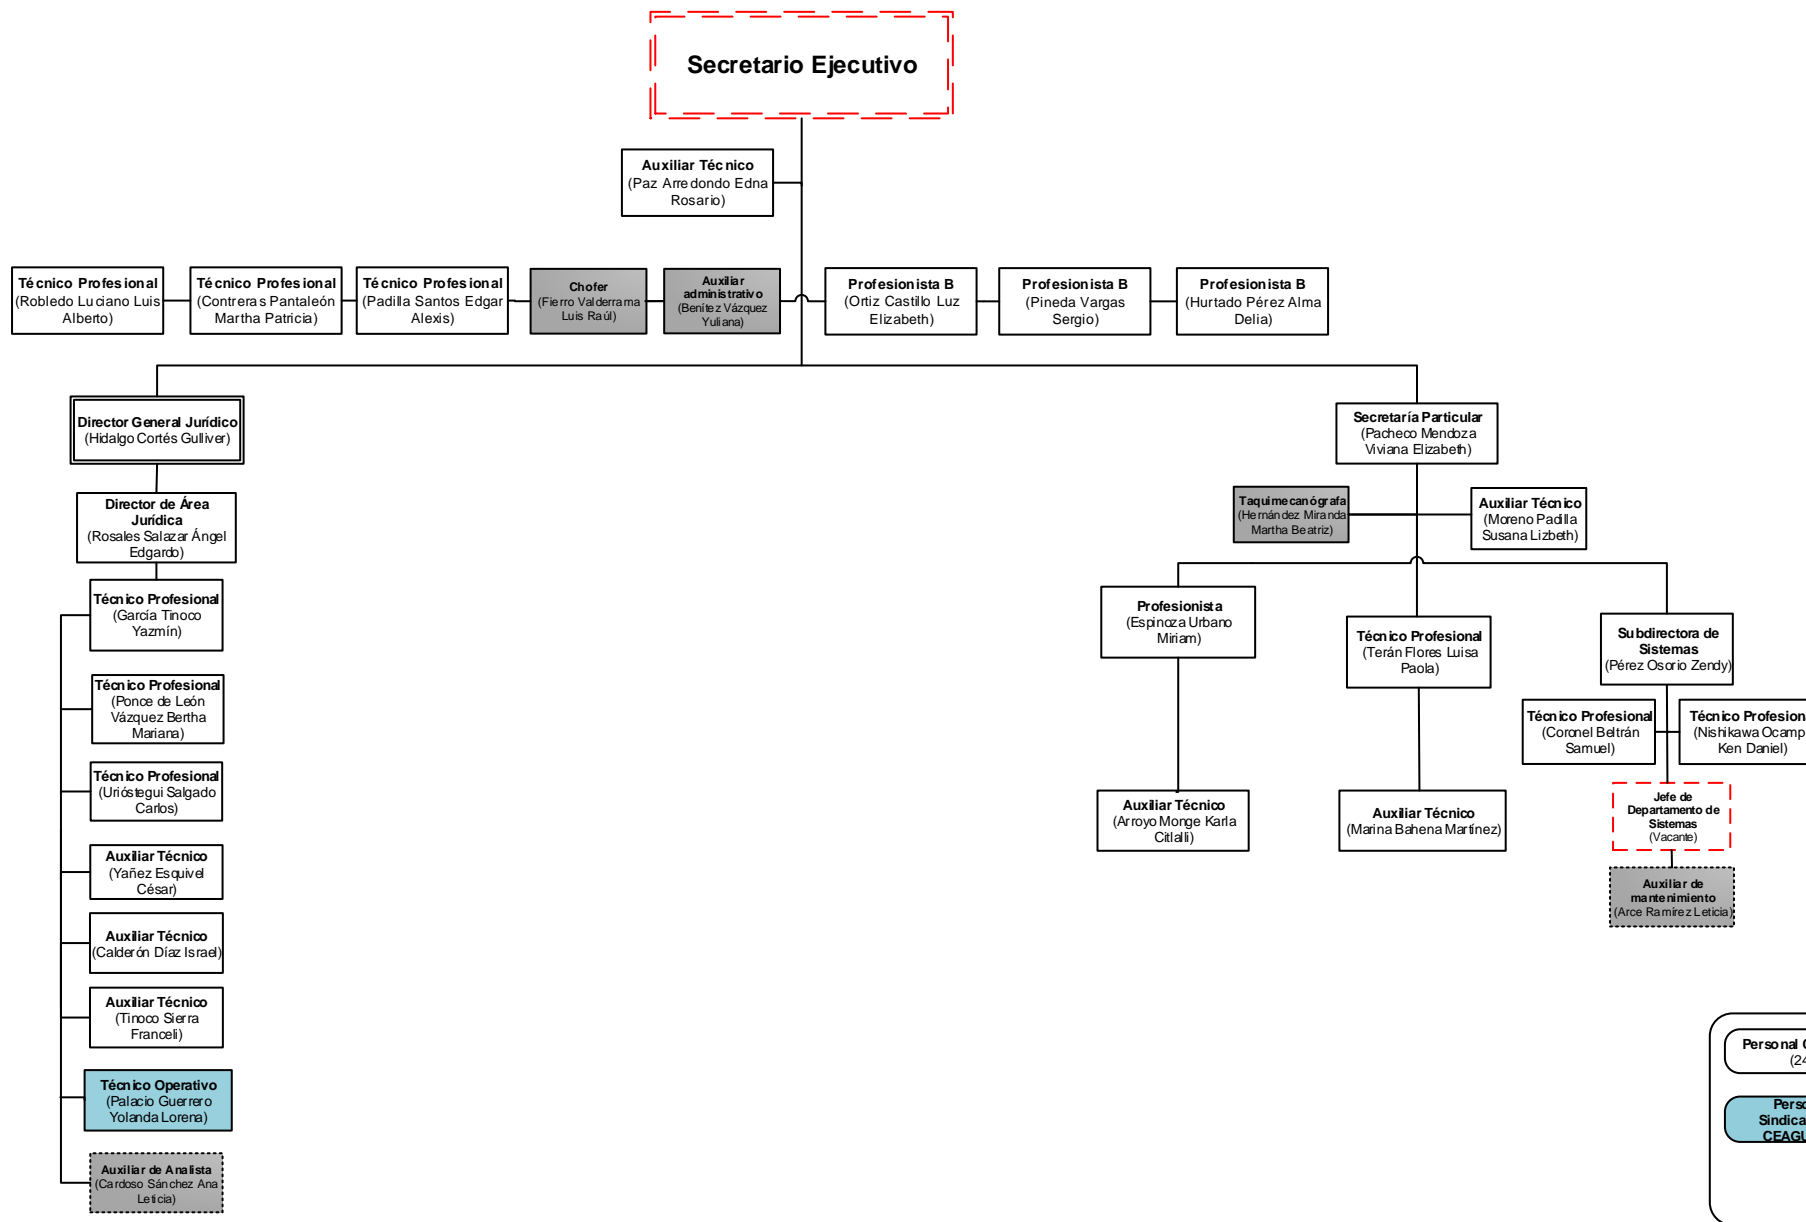 Secretario Ejecutivo
Auxiliar Técnico
(Paz Arredondo Edna
Rosario)
Técnico Profesional
(Robledo Luciano Luis
Alberto)
Técnico Profesional
(Contreras Pantaleón
Martha Patricia)
Técnico Profesional
(Padilla Santos Edgar
Alexis)
Chofer
(Fierro Valderrama
Luis Raúl)
Auxiliar
administrativo
(Benítez Vázquez
Yuliana)
Profesionista B
(Ortiz Castillo Luz
Elizabeth)
Profesionista B
(Pineda Vargas
Sergio)
Profesionista B
(Hurtado Pérez Alma
Delia)
Director General Jurídico
(Hidalgo Cortés Gulliver)
Director de Área
Jurídica
(Rosales Salazar Ángel
Edgardo)
Técnico Profesional
(García Tinoco
Yazmín)
Técnico Profesional
(Ponce de León
Vázquez Bertha
Mariana)
Técnico Profesional
(Urióstegui Salgado
Carlos)
Auxiliar Técnico
(Yañez Esquivel
César)
Auxiliar Técnico
(Calderón Díaz Israel)
Auxiliar Técnico
(Tinoco Sierra
Franceli)
Técnico Operativo
(Palacio Guerrero
Yolanda Lorena)
Auxiliar de Analista
(Cardoso Sánchez Ana
Leticia)
Secretaría Particular
(Pacheco Mendoza
Viviana Elizabeth)
Taquimecanógrafa
(Hernández Miranda
Martha Beatriz)
Auxiliar Técnico
(Moreno Padilla
Susana Lizbeth)
Profesionista
(Espinoza Urbano
Miriam)
Técnico Profesional
(Terán Flores Luisa
Paola)
Subdirectora de
Sistemas
(Pérez Osorio Zendy)
Técnico Profesional
(Coronel Beltrán
Samuel)
Técnico Profesion
(Nishikawa Ocamp
Ken Daniel)
Auxiliar Técnico
(Arroyo Monge Karla
Citlalli)
Auxiliar Técnico
(Marina Bahena Martínez)
Jefe de
Departamento de
Sistemas
(Vacante)
Auxiliar de
mantenimiento
(Arce Ramírez Leticia)
Personal
(24
Perso
Sindica
CEAGU